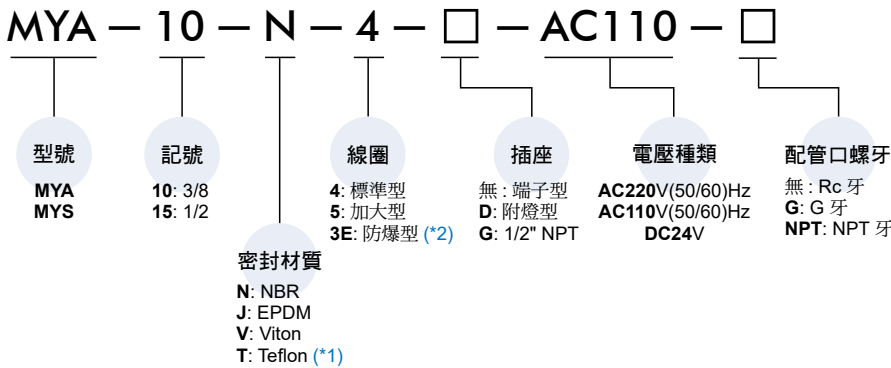 MYA — 10 — N — 4 — □ — AC110 — □
型號
MYA
MYS
記號
10: 3/8
15: 1/2
密封材質
N: NBR
J: EPDM
V: Viton
T: Teflon (*1)
線圈
4: 標準型
5: 加大型
3E: 防爆型 (*2)
插座
無 : 端子型
D: 附燈型
G: 1/2" NPT
電壓種類
AC220V(50/60)Hz
AC110V(50/60)Hz
DC24V
配管口螺牙
無 : Rc 牙
G: G 牙
NPT: NPT 牙